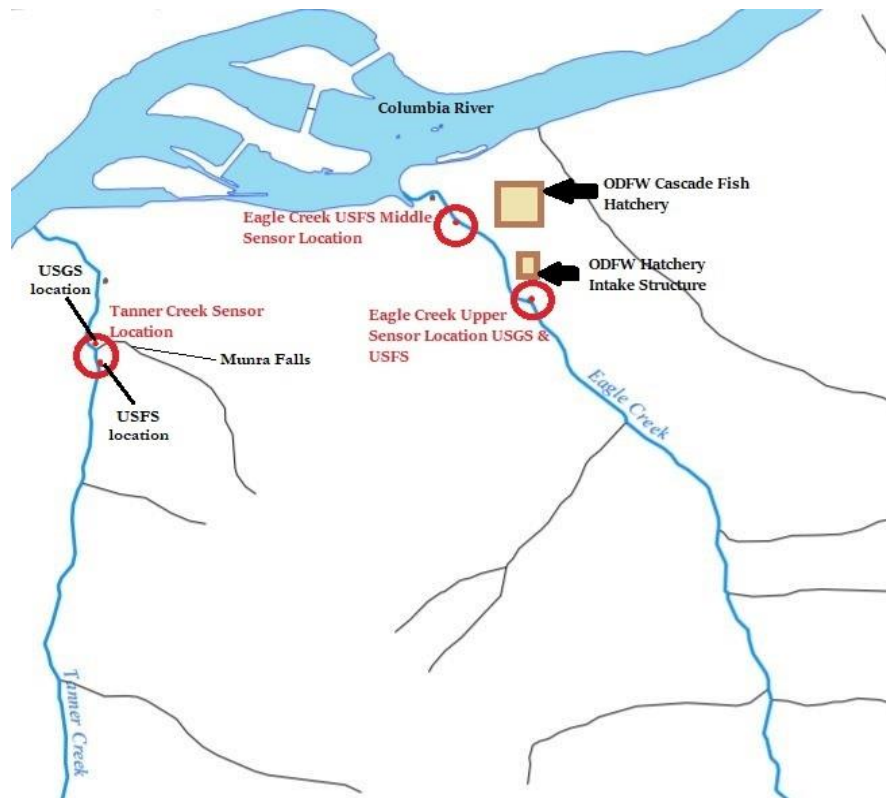 Columbia River
ODFW Cascade Fish
Hatchery
Eagle Creek USFS Middle
Sensor Location
ODFW Hatchery
Intake Structure
USGS
location
Tanner Creek Sensor
Location
Eagle Creek Upper
Sensor Location USGS &
USFS
Munra Falls
USFS
location
Eagle Creek
Tanner Creek